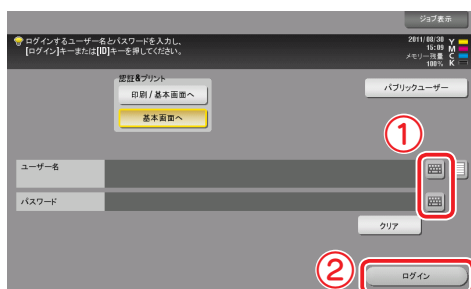 ジョブ表示
ログインするユーザー名とパスワードを入力し、
[ログイン]キーまたは[ID]キーを押してください。
2011/08/30
15:09
メモリー残量
100%
Y
M
C
K
認証&プリント
印刷/基本画面へ
基本画面へ
パブリックユーザー
1
ユーザー名
パスワード
クリア
2
ログイン